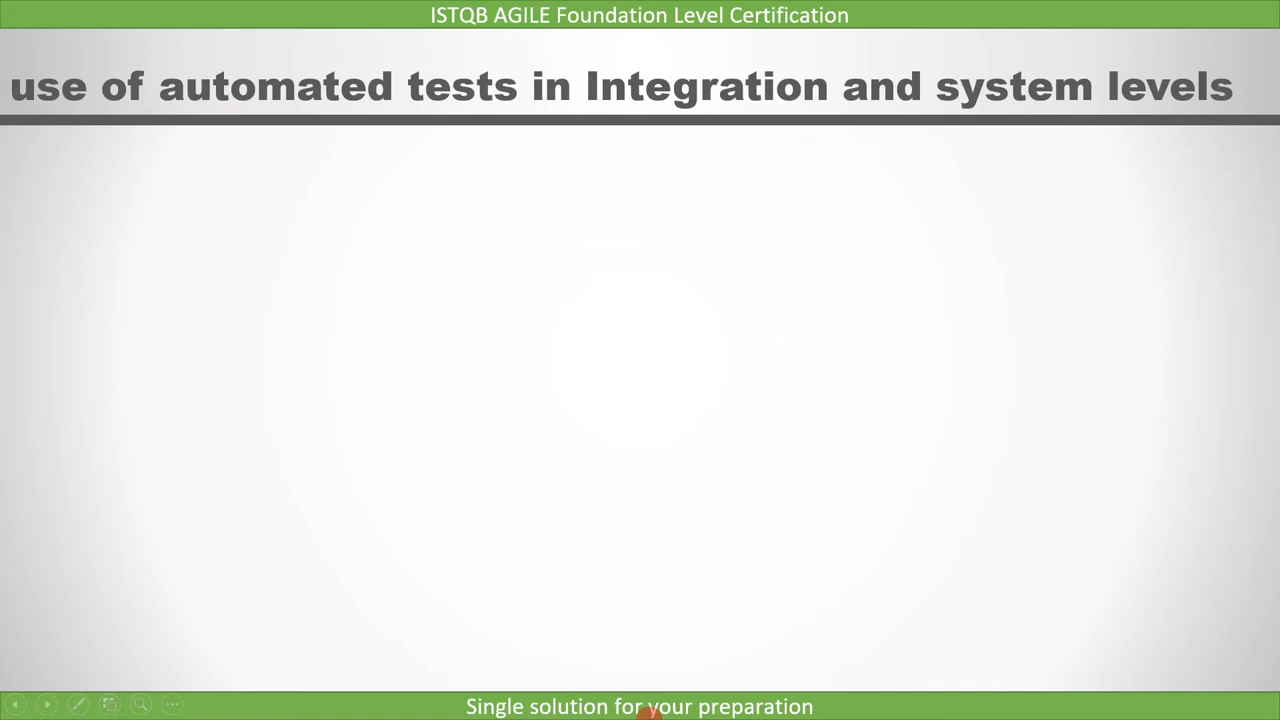 ISTQB AGILE Foundation Level Certification
use of automated tests in Integration and system levels
Single solution for your preparation